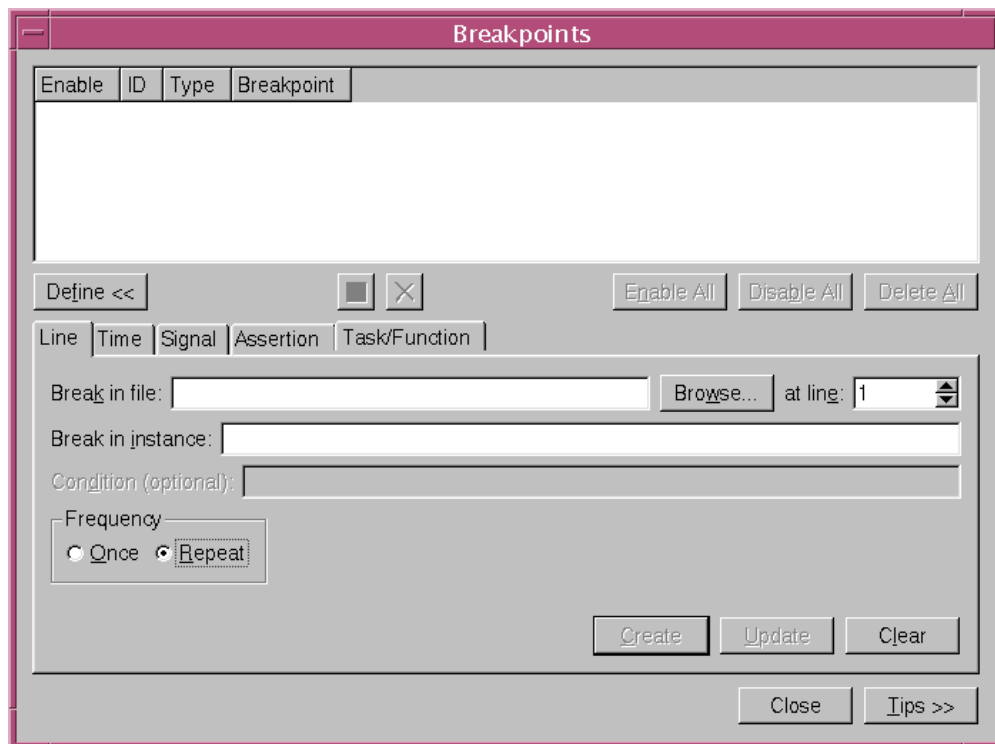 Breakpoints
Enable ID Type Breakpoint
Define << Enable All Disable All Delete All
Line Time Signal Assertion Task/Function
Break in file: Browse... at line: 1
Break in instance:
Condition (optional):
Frequency
Once Repeat
Create Update Clear
Close Tips >>